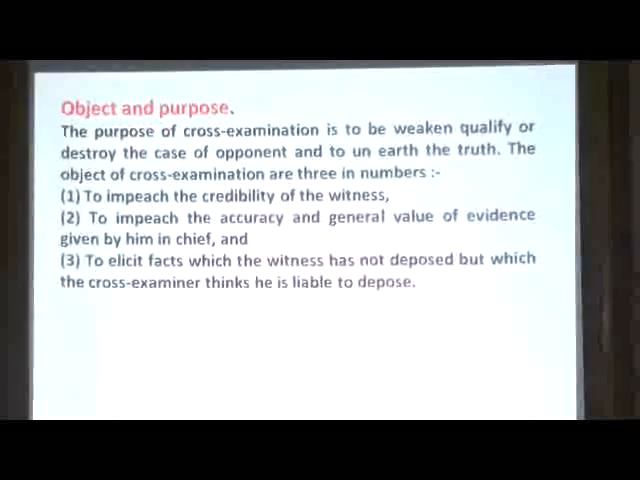 Object and purpose.
The purpose of cross-examination is to be weaken qualify or
destroy the case of opponent and to un earth the truth. The
object of cross-examination are three in numbers :-
(1) To impeach the credibility of the witness,
(2) To impeach the accuracy and general value of evidence
given by him in chief, and
(3) To elicit facts which the witness has not deposed but which
the cross-examiner thinks he is liable to depose.